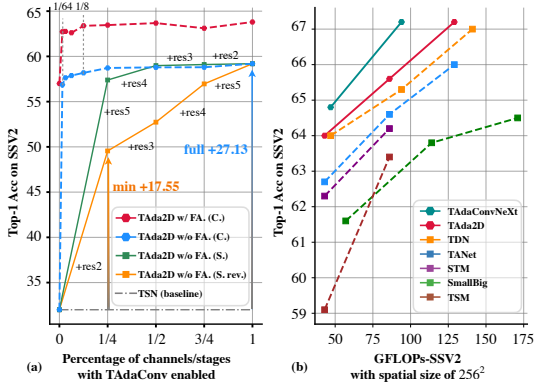 (a)
Top-1 Acc on SSV2
65
60
55
50
45
40
35
1/64
1/8
+res2
+res3
+res4
+res5
+res5
+res4
+res3
+res2
full +27.13
min +17.55
TAda2D w/ FA. (C.)
TAda2D w/o FA. (C.)
TAda2D w/o FA. (S.)
TAda2D w/o FA. (S. rev.)
TSN (baseline)
0
1/4
1/2
3/4
1
Percentage of channels/stages
with TAdaConv enabled
(b)
Top-1 Acc on SSV2
67
66
65
64
63
62
61
60
59
TAdaConvNeXt
TAda2D
TDN
TANet
STM
SmallBig
TSM
25
50
75
100
125
150
175
GFLOPs-SSV2
with spatial size of 256²